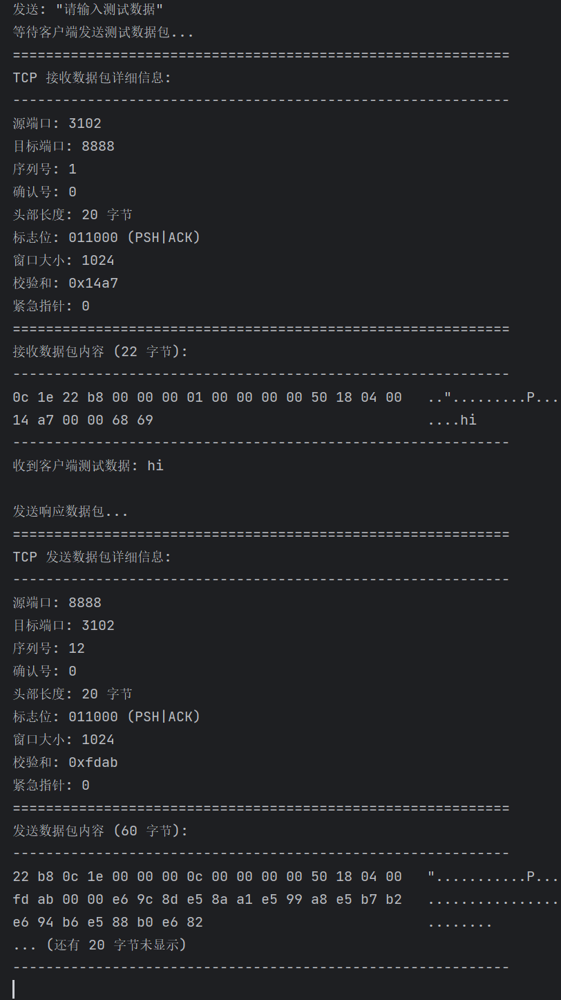 发送: "请输入测试数据"
等待客户端发送测试数据包...
============================================================
TCP 接收数据包详细信息:
------------------------------------------------------------
源端口: 3102
目标端口: 8888
序列号: 1
确认号: 0
头部长度: 20 字节
标志位: 011000 (PSH|ACK)
窗口大小: 1024
校验和: 0x14a7
紧急指针: 0
============================================================
接收数据包内容 (22 字节):
------------------------------------------------------------
0c 1e 22 b8 00 00 00 01 00 00 00 00 50 18 04 00   ..".........P...
14 a7 00 00 68 69                                 ....hi
------------------------------------------------------------
收到客户端测试数据: hi

发送响应数据包...
============================================================
TCP 发送数据包详细信息:
------------------------------------------------------------
源端口: 8888
目标端口: 3102
序列号: 12
确认号: 0
头部长度: 20 字节
标志位: 011000 (PSH|ACK)
窗口大小: 1024
校验和: 0xfdab
紧急指针: 0
============================================================
发送数据包内容 (60 字节):
------------------------------------------------------------
22 b8 0c 1e 00 00 00 0c 00 00 00 00 50 18 04 00   "...........P...
fd ab 00 00 e6 9c 8d e5 8a a1 e5 99 a8 e5 b7 b2   ................
e6 94 b6 e5 88 b0 e6 82                           ........
... (还有 20 字节未显示)
------------------------------------------------------------